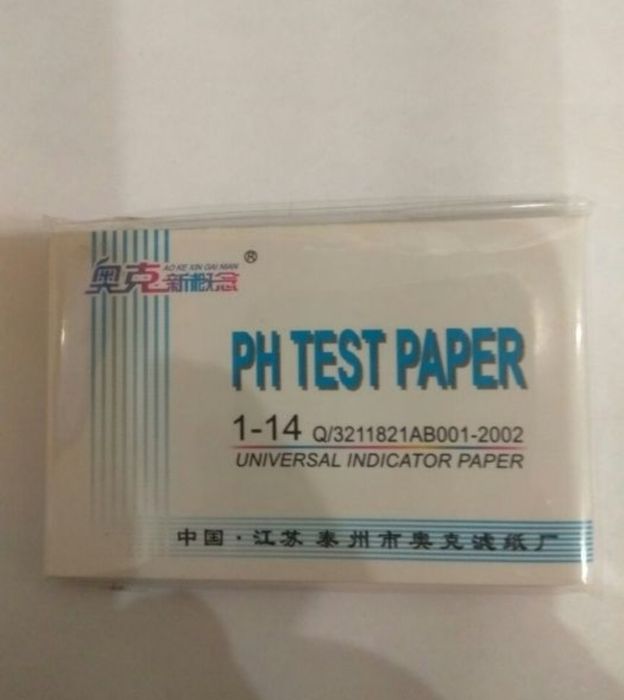 奥克 AO KE XIN GAI NIAN ®
新概念
PH TEST PAPER
1-14 Q/3211821AB001-2002
UNIVERSAL INDICATOR PAPER
中国·江苏 泰州市奥克滤纸厂